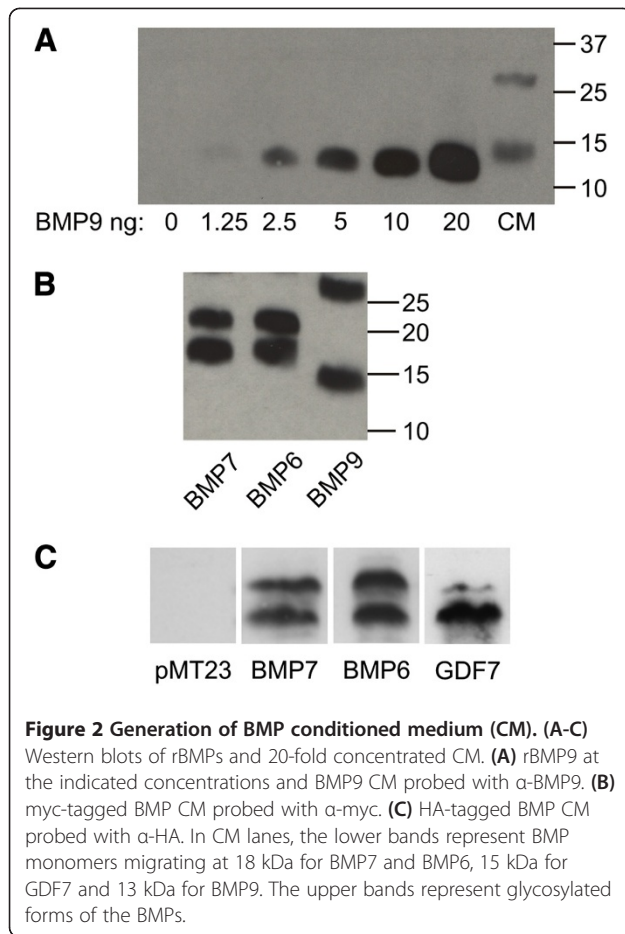 A
37
25
15
10
BMP9 ng: 0 1.25 2.5 5 10 20 CM
B
25
20
15
10
BMP7 BMP6 BMP9
C
pMT23 BMP7 BMP6 GDF7
Figure 2 Generation of BMP conditioned medium (CM). (A-C)
Western blots of rBMPs and 20-fold concentrated CM. (A) rBMP9 at
the indicated concentrations and BMP9 CM probed with α-BMP9. (B)
myc-tagged BMP CM probed with α-myc. (C) HA-tagged BMP CM
probed with α-HA. In CM lanes, the lower bands represent BMP
monomers migrating at 18 kDa for BMP7 and BMP6, 15 kDa for
GDF7 and 13 kDa for BMP9. The upper bands represent glycosylated
forms of the BMPs.